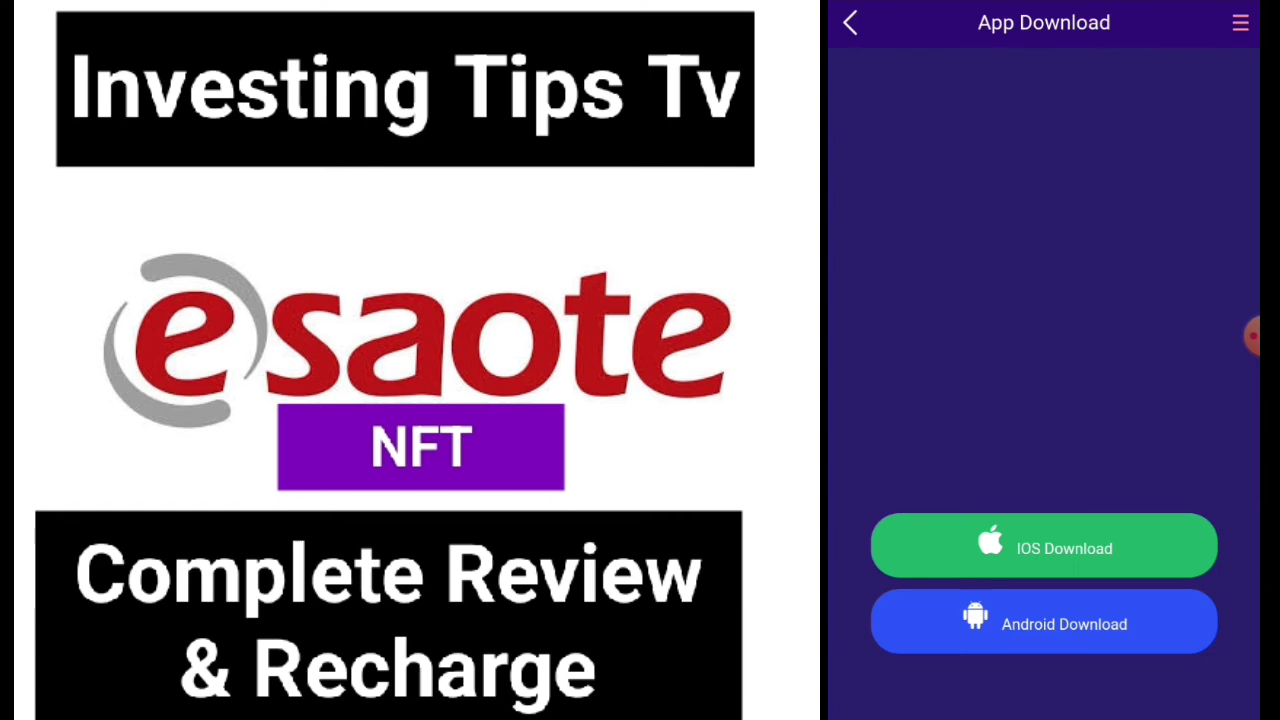 Investing Tips Tv
esaote
NFT
Complete Review
& Recharge
App Download
IOS Download
Android Download